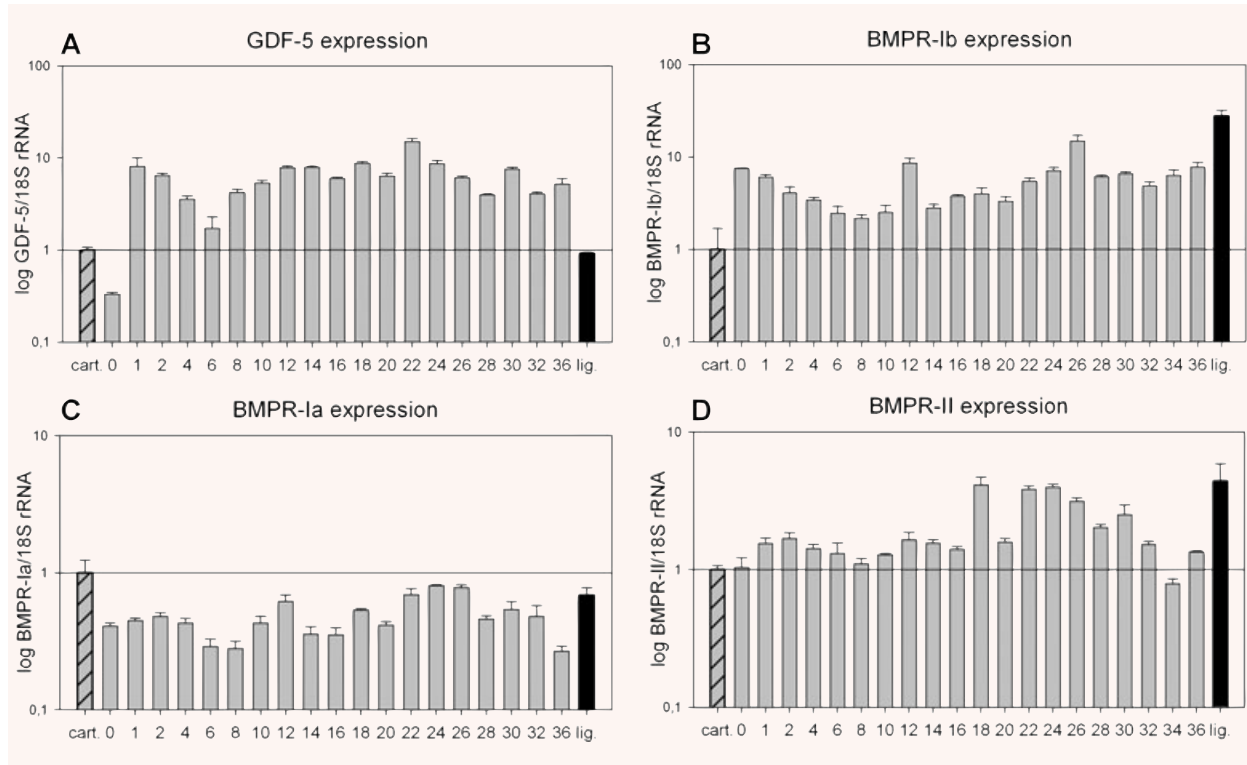 A GDF-5 expression
log GDF-5/18S rRNA
100
10
1
0,1
cart. 0 1 2 4 6 8 10 12 14 16 18 20 22 24 26 28 30 32 36 lig.
B BMPR-Ib expression
log BMPR-Ib/18S rRNA
100
10
1
0,1
cart. 0 1 2 4 6 8 10 12 14 16 18 20 22 24 26 28 30 32 34 36 lig.
C BMPR-Ia expression
log BMPR-Ia/18S rRNA
10
1
0,1
cart. 0 1 2 4 6 8 10 12 14 16 18 20 22 24 26 28 30 32 36 lig.
D BMPR-II expression
log BMPR-II/18S rRNA
10
1
0,1
cart. 0 1 2 4 6 8 10 12 14 16 18 20 22 24 26 28 30 32 34 36 lig.